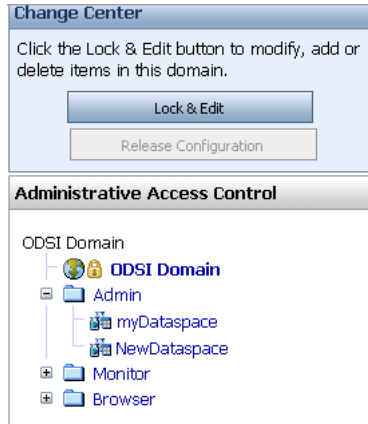 Change Center
Click the Lock & Edit button to modify, add or
delete items in this domain.
Lock & Edit
Release Configuration
Administrative Access Control
ODSI Domain
ODSI Domain
Admin
myDataspace
NewDataspace
Monitor
Browser